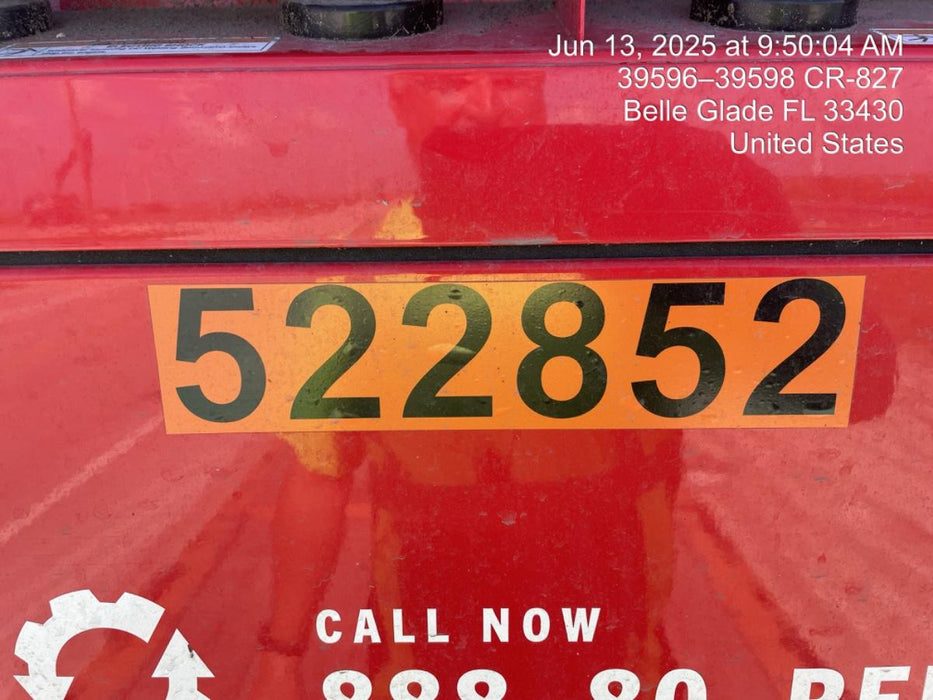 Jun 13, 2025 at 9:50:04 AM
39596–39598 CR-827
Belle Glade FL 33430
United States
522852
CALL NOW